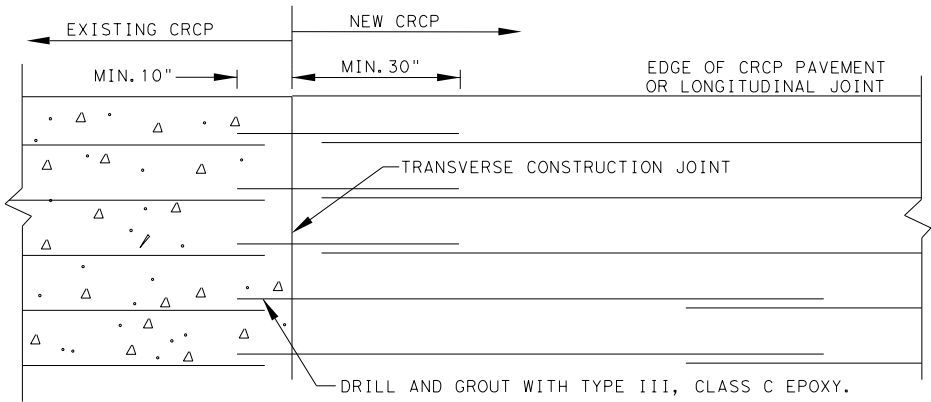 EXISTING CRCP
NEW CRCP
MIN. 10"
MIN. 30"
EDGE OF CRCP PAVEMENT
OR LONGITUDINAL JOINT
TRANSVERSE CONSTRUCTION JOINT
DRILL AND GROUT WITH TYPE III, CLASS C EPOXY.